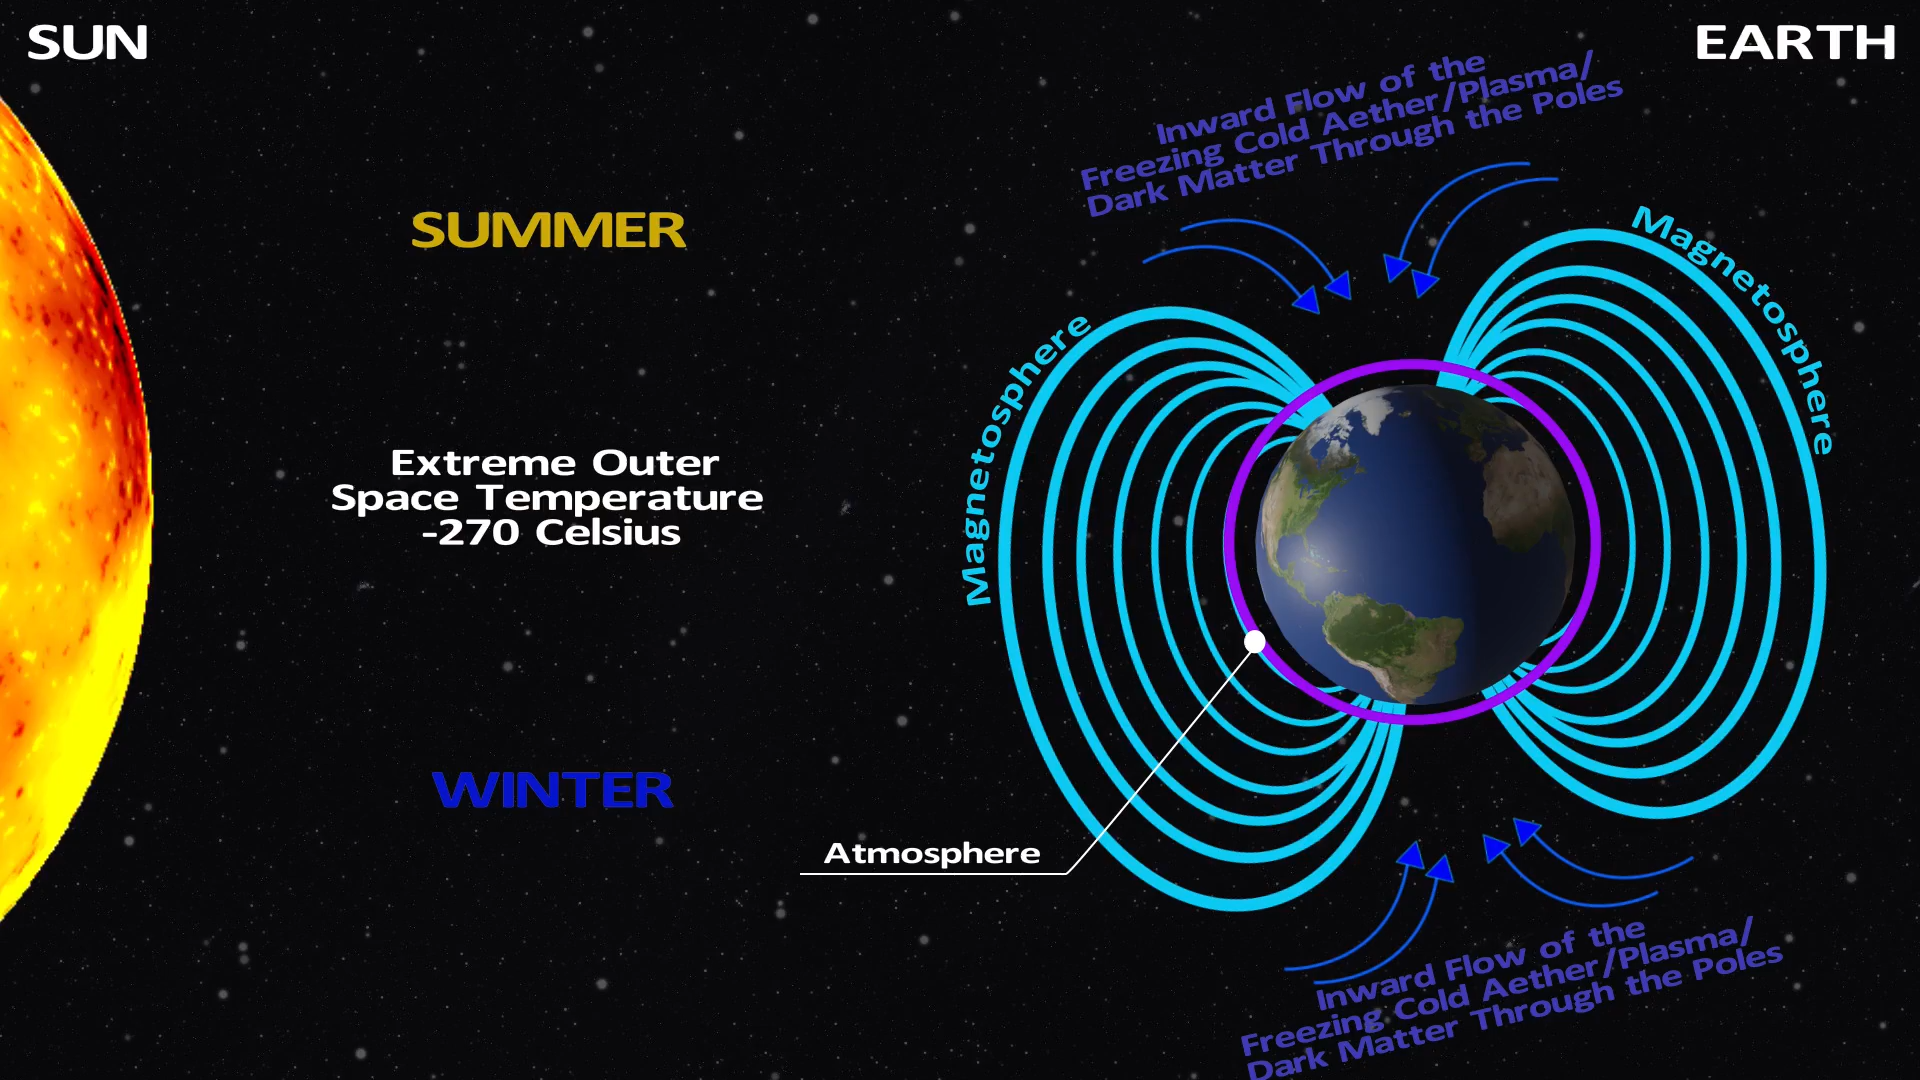 SUN
EARTH
Inward Flow of the
Freezing Cold Aether/Plasma/
Dark Matter Through the Poles
SUMMER
Magnetosphere
Magnetosphere
Extreme Outer
Space Temperature
-270 Celsius
WINTER
Atmosphere
Inward Flow of the
Freezing Cold Aether/Plasma/
Dark Matter Through the Poles